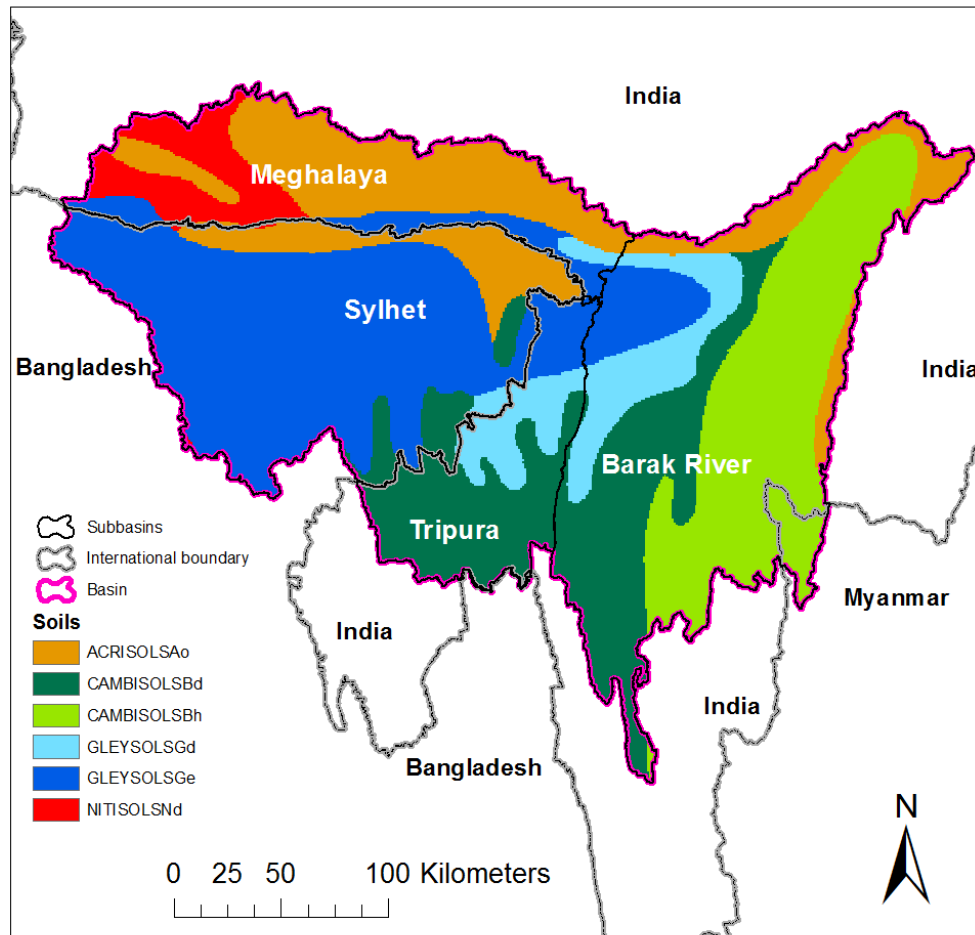 India
Meghalaya
Sylhet
Bangladesh
India
Barak River
Tripura
Subbasins
International boundary
Basin
Myanmar
Soils
India
ACRISOLSAo
CAMBISOLSBd
CAMBISOLSBh
India
GLEYSOLSGd
Bangladesh
GLEYSOLSGe
NITISOLSNd
N
0 25 50 100 Kilometers